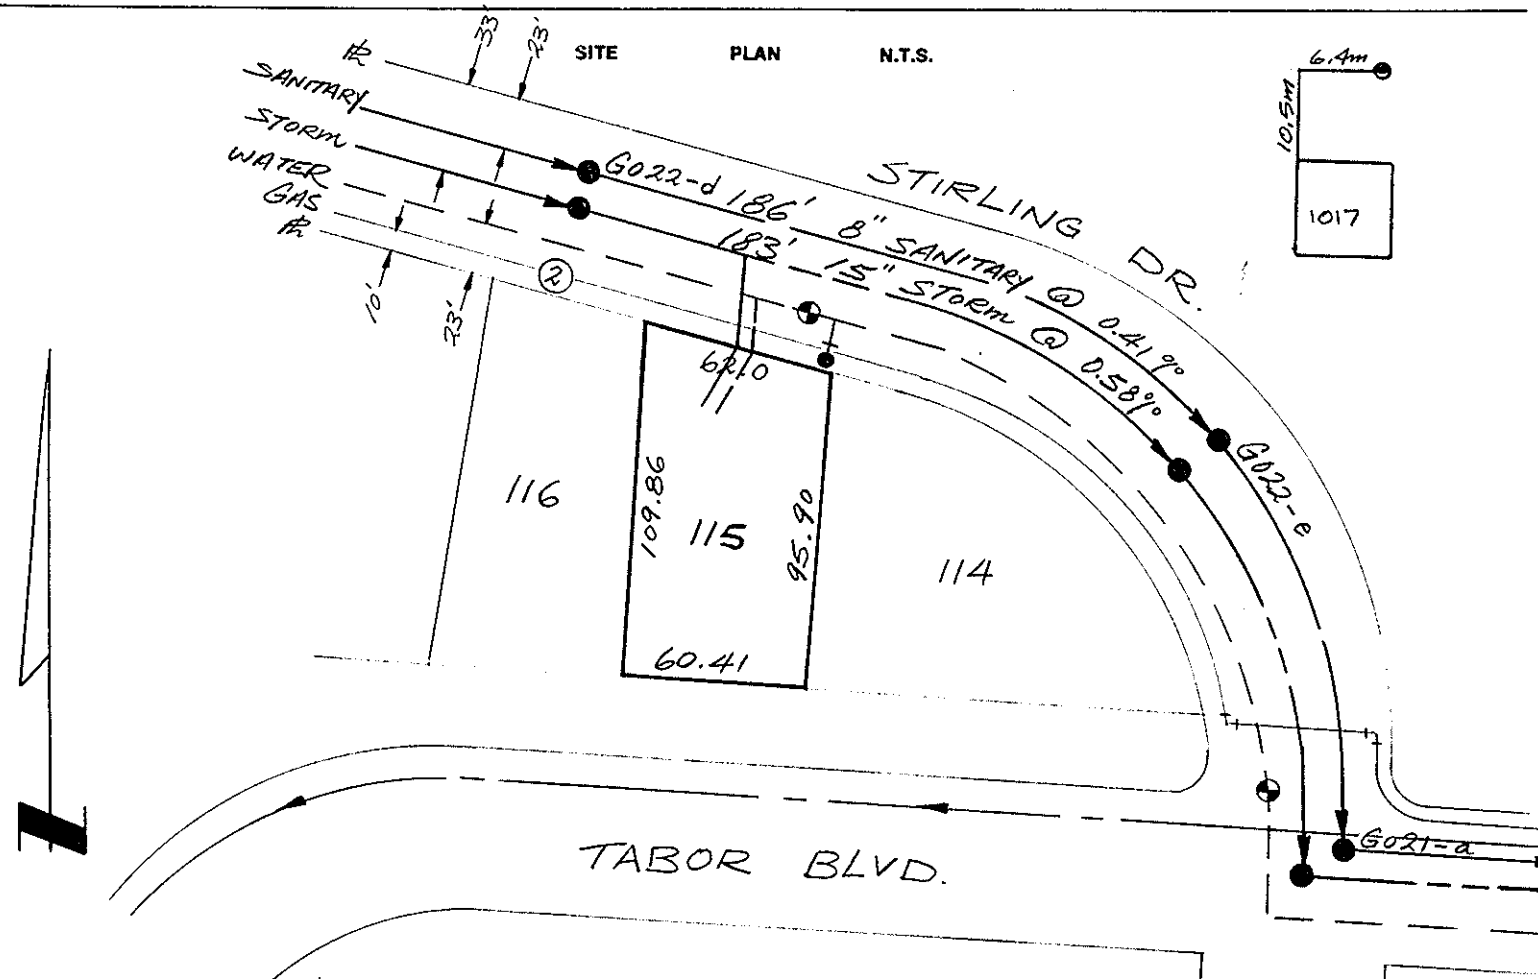 SITE PLAN N.T.S.
33'
23'
6.4m
10.5m
1017
℄
SANITARY
STORM
WATER
GAS
℄
10'
23'
2
G022-d 186' 8" SANITARY @ 0.41%
183' 15" STORM @ 0.58%
STIRLING DR.
G022-e
62.0
116
109.86
115
95.90
114
60.41
G021-a
TABOR BLVD.